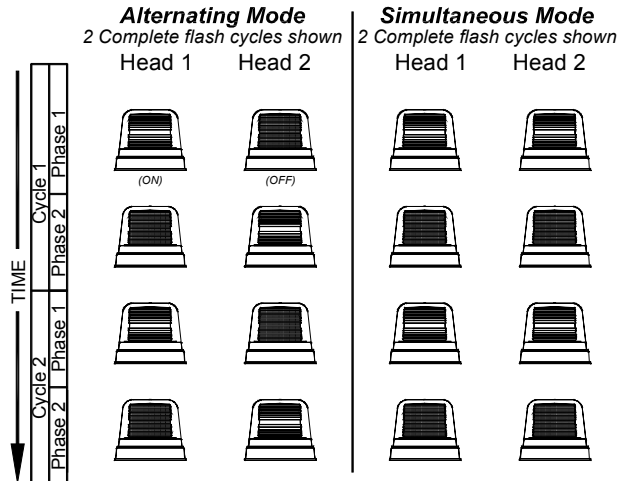 Alternating Mode
2 Complete flash cycles shown
Head 1 Head 2
(ON) (OFF)
Simultaneous Mode
2 Complete flash cycles shown
Head 1 Head 2
TIME
Cycle 1
Phase 1
Phase 2
Cycle 2
Phase 1
Phase 2